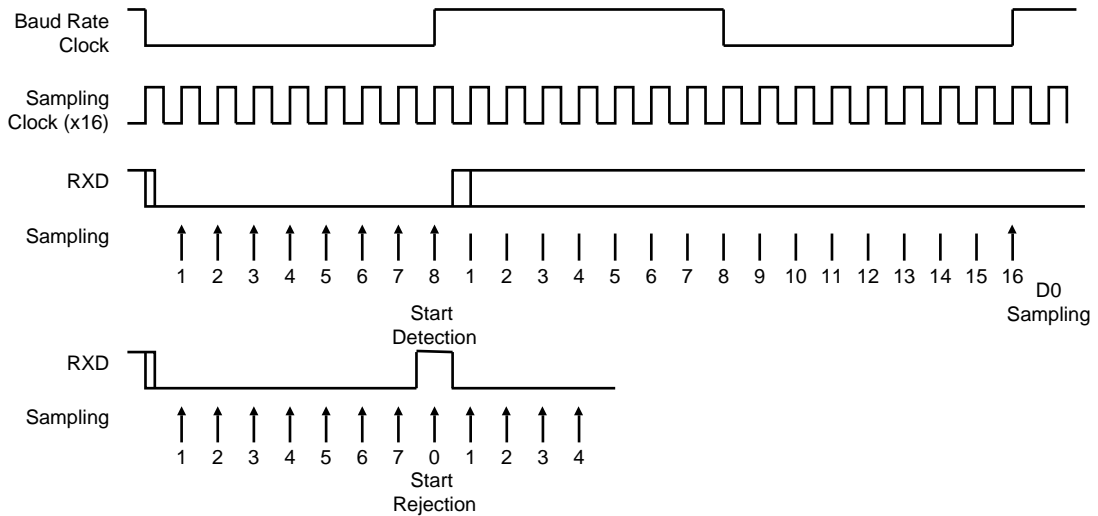 Baud Rate
Clock
Sampling
Clock (x16)
RXD
Sampling
1 2 3 4 5 6 7 8 1 2 3 4 5 6 7 8 9 10 11 12 13 14 15 16
D0
Sampling
Start
Detection
RXD
Sampling
1 2 3 4 5 6 7 0 1 2 3 4
Start
Rejection